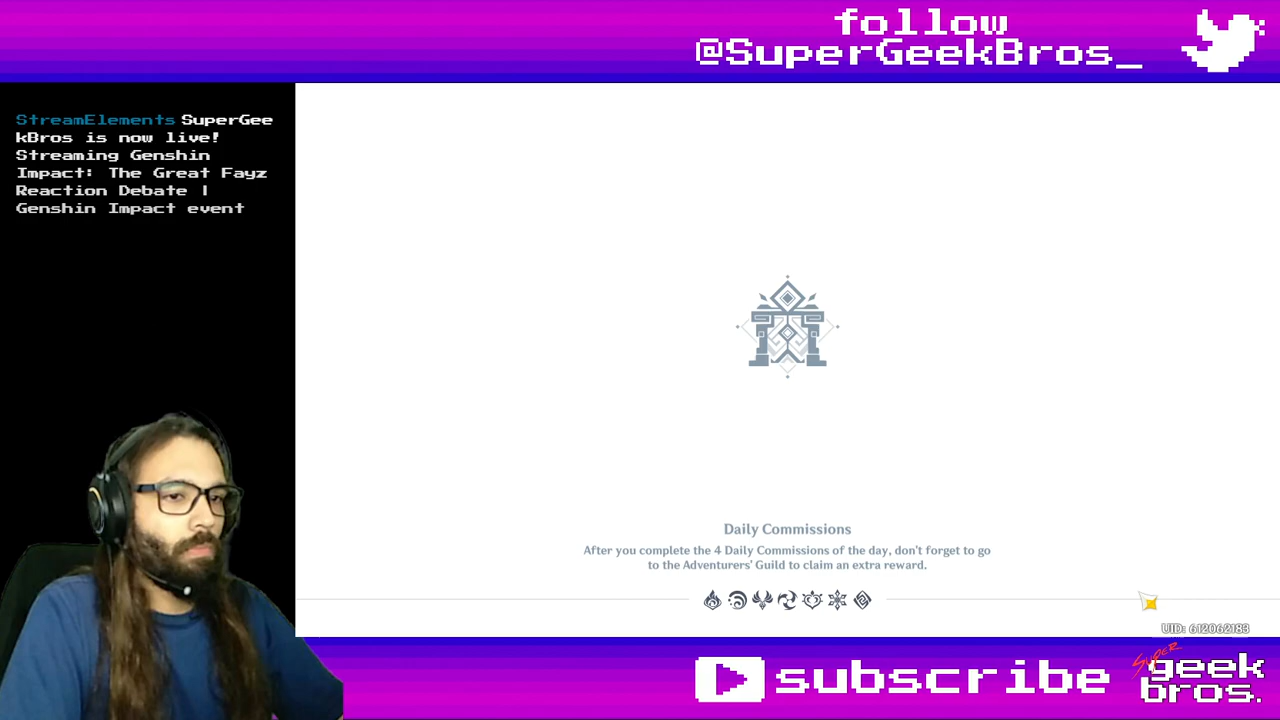 follow
@SuperGeekBros_
StreamElements SuperGee
kBros is now live!
Streaming Genshin
Impact: The Great Fayz
Reaction Debate |
Genshin Impact event
Daily Commissions
After you complete the 4 Daily Commissions of the day, don't forget to go
to the Adventurers' Guild to claim an extra reward.
UID: 612062183
subscribe
SUPER
geek
bros.